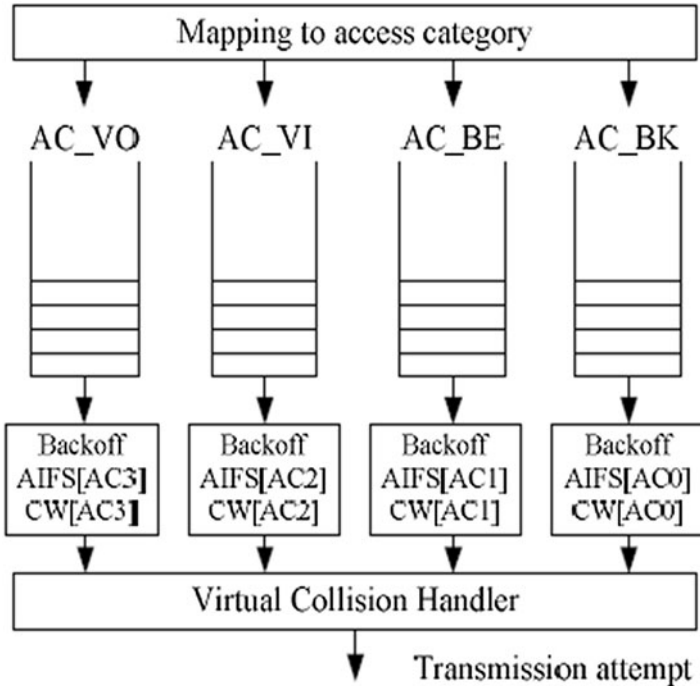 Mapping to access category
AC_VO AC_VI AC_BE AC_BK
Backoff
AIFS[AC3]
CW[AC3]
Backoff
AIFS[AC2]
CW[AC2]
Backoff
AIFS[AC1]
CW[AC1]
Backoff
AIFS[AC0]
CW[AC0]
Virtual Collision Handler
Transmission attempt